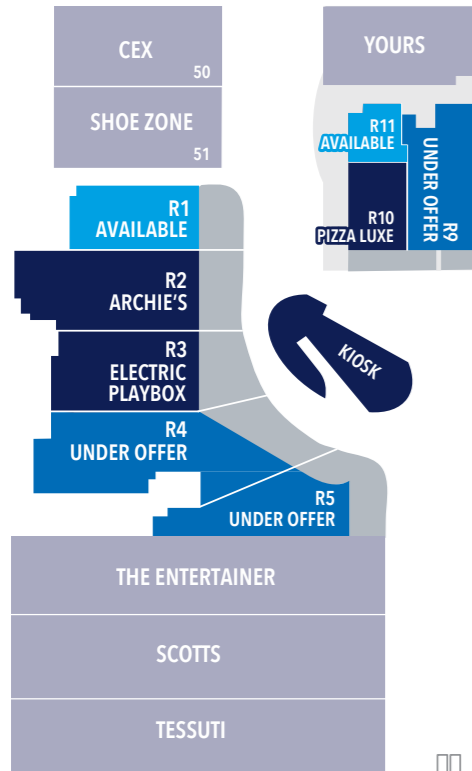 CEX
50
SHOE ZONE
51
YOURS
R11
AVAILABLE
R10
PIZZA LUXE
R9
UNDER OFFER
R1
AVAILABLE
R2
ARCHIE'S
R3
ELECTRIC
PLAYBOX
KIOSK
R4
UNDER OFFER
R5
UNDER OFFER
THE ENTERTAINER
SCOTTS
TESSUTI